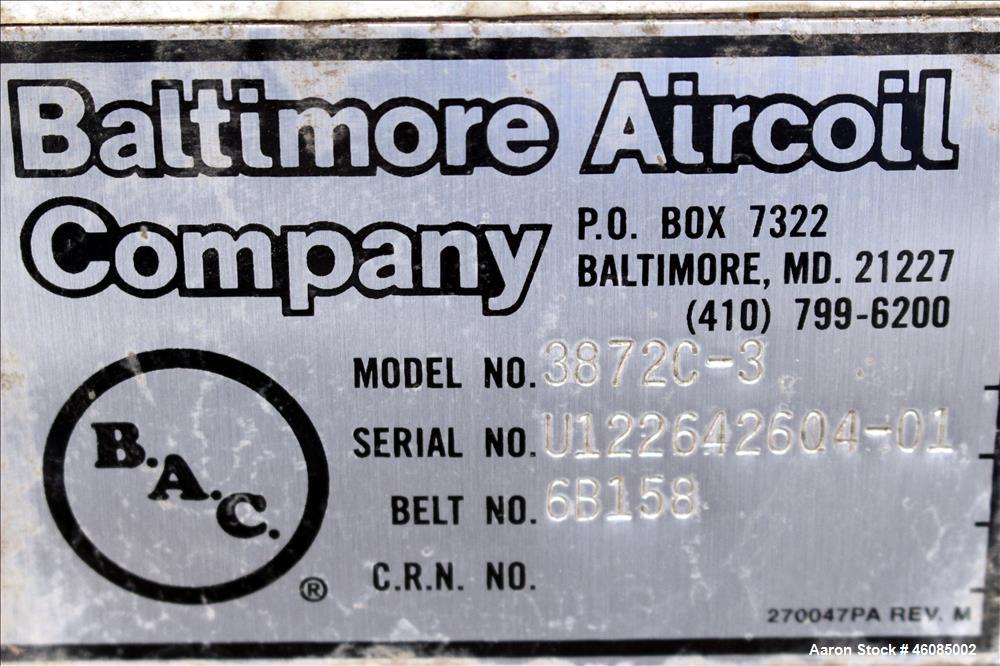 Baltimore Aircoil
Company
P.O. BOX 7322
BALTIMORE, MD. 21227
(410) 799-6200
MODEL NO. 3872C-3
SERIAL NO. U122642604-01
BELT NO. 6B158
C.R.N. NO.
B.A.C.
®
270047PA REV. M
Aaron Stock # 46085002